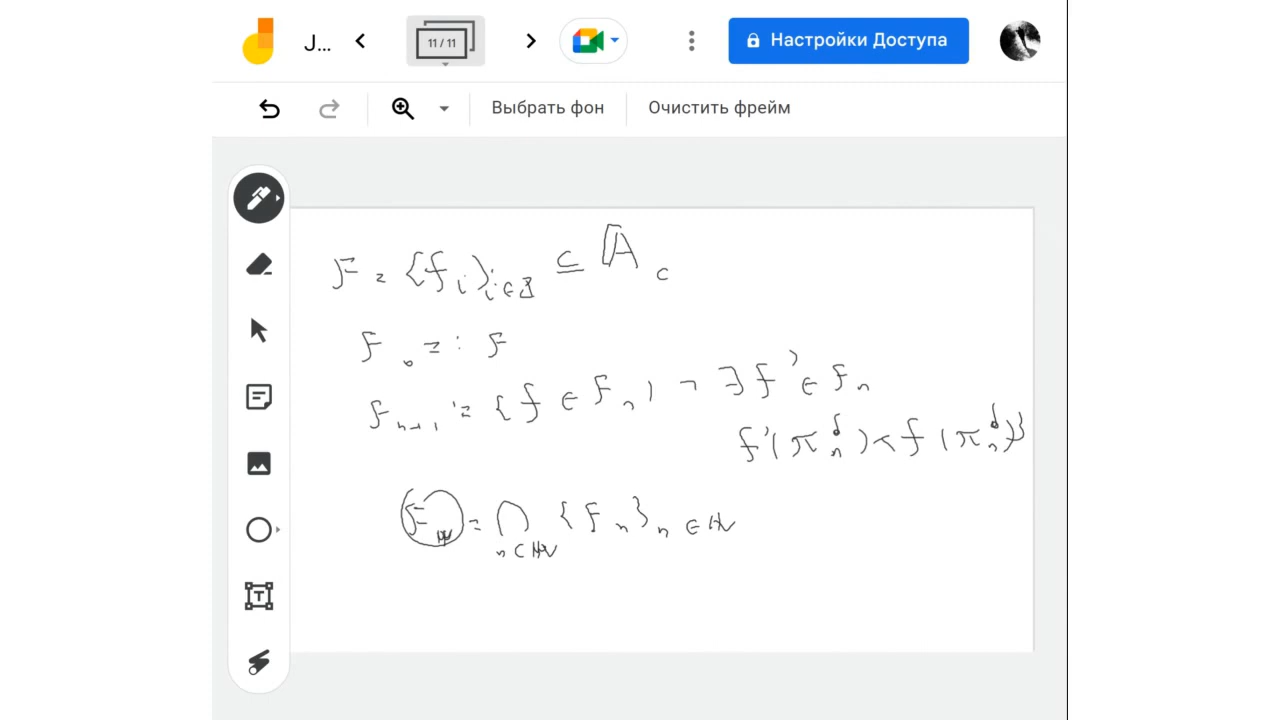 J...
11 / 11
Настройки Доступа
Выбрать фон
Очистить фрейм
F = {f_i}_{i∈I} ⊆ A_c
F_0 =: F
F_{n+1} := {f ∈ F_n | ¬ ∃ f' ∈ F_n
f'(π_n^d) < f(π_n^d)}
F_ℕ = ⋂_{n∈ℕ} {F_n}_{n∈ℕ}
T